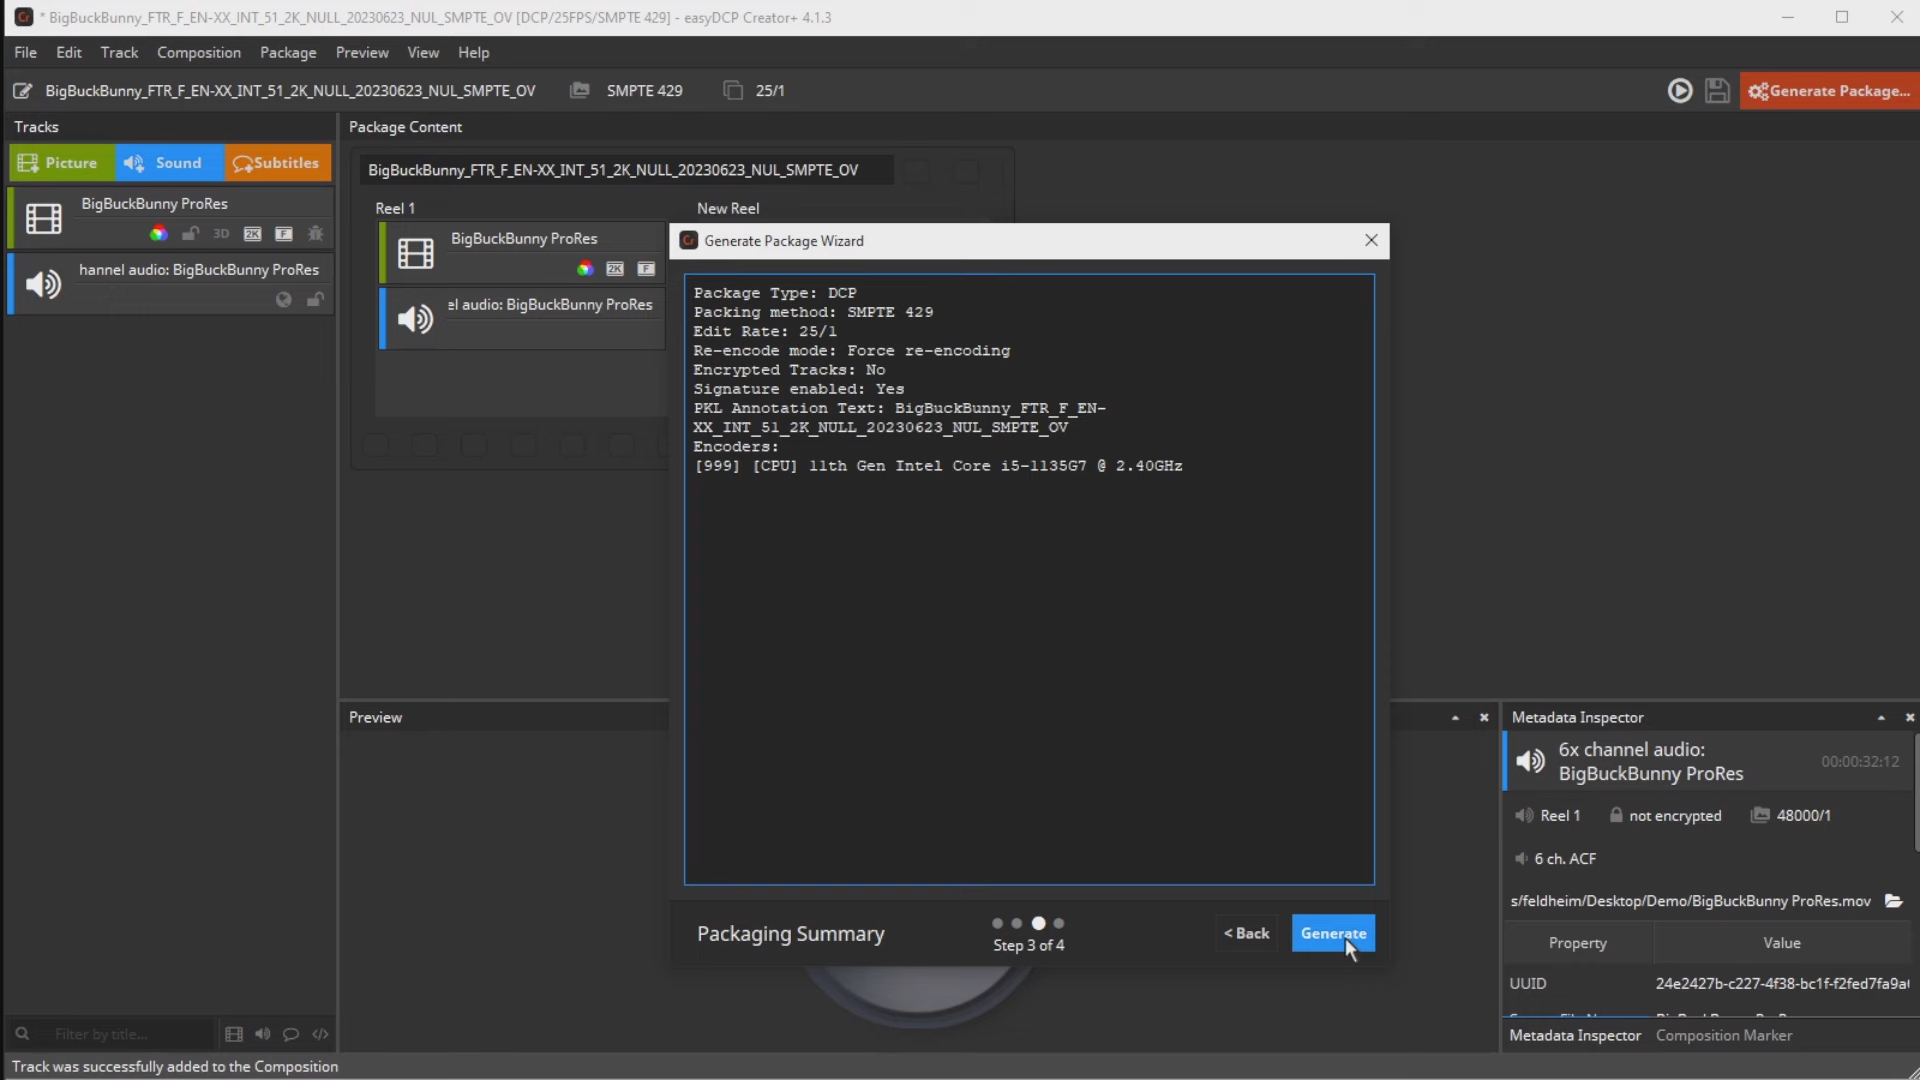 * BigBuckBunny_FTR_F_EN-XX_INT_51_2K_NULL_20230623_NUL_SMPTE_OV [DCP/25FPS/SMPTE 429] - easyDCP Creator+ 4.1.3
File Edit Track Composition Package Preview View Help
BigBuckBunny_FTR_F_EN-XX_INT_51_2K_NULL_20230623_NUL_SMPTE_OV SMPTE 429 25/1 Generate Package...
Tracks
Picture Sound Subtitles
BigBuckBunny ProRes
3D 2K F
hannel audio: BigBuckBunny ProRes
Package Content
BigBuckBunny_FTR_F_EN-XX_INT_51_2K_NULL_20230623_NUL_SMPTE_OV
Reel 1 New Reel
BigBuckBunny ProRes
2K F
el audio: BigBuckBunny ProRes
Generate Package Wizard
Package Type: DCP
Packing method: SMPTE 429
Edit Rate: 25/1
Re-encode mode: Force re-encoding
Encrypted Tracks: No
Signature enabled: Yes
PKL Annotation Text: BigBuckBunny_FTR_F_EN-
XX_INT_51_2K_NULL_20230623_NUL_SMPTE_OV
Encoders:
[999] [CPU] 11th Gen Intel Core i5-1135G7 @ 2.40GHz
Packaging Summary
Step 3 of 4
< Back Generate
Preview
Metadata Inspector
6x channel audio:
BigBuckBunny ProRes
00:00:32:12
Reel 1 not encrypted 48000/1
6 ch. ACF
s/feldheim/Desktop/Demo/BigBuckBunny ProRes.mov
Property Value
UUID 24e2427b-c227-4f38-bc1f-f2fed7fa9a
Metadata Inspector Composition Marker
Filter by title...
Track was successfully added to the Composition